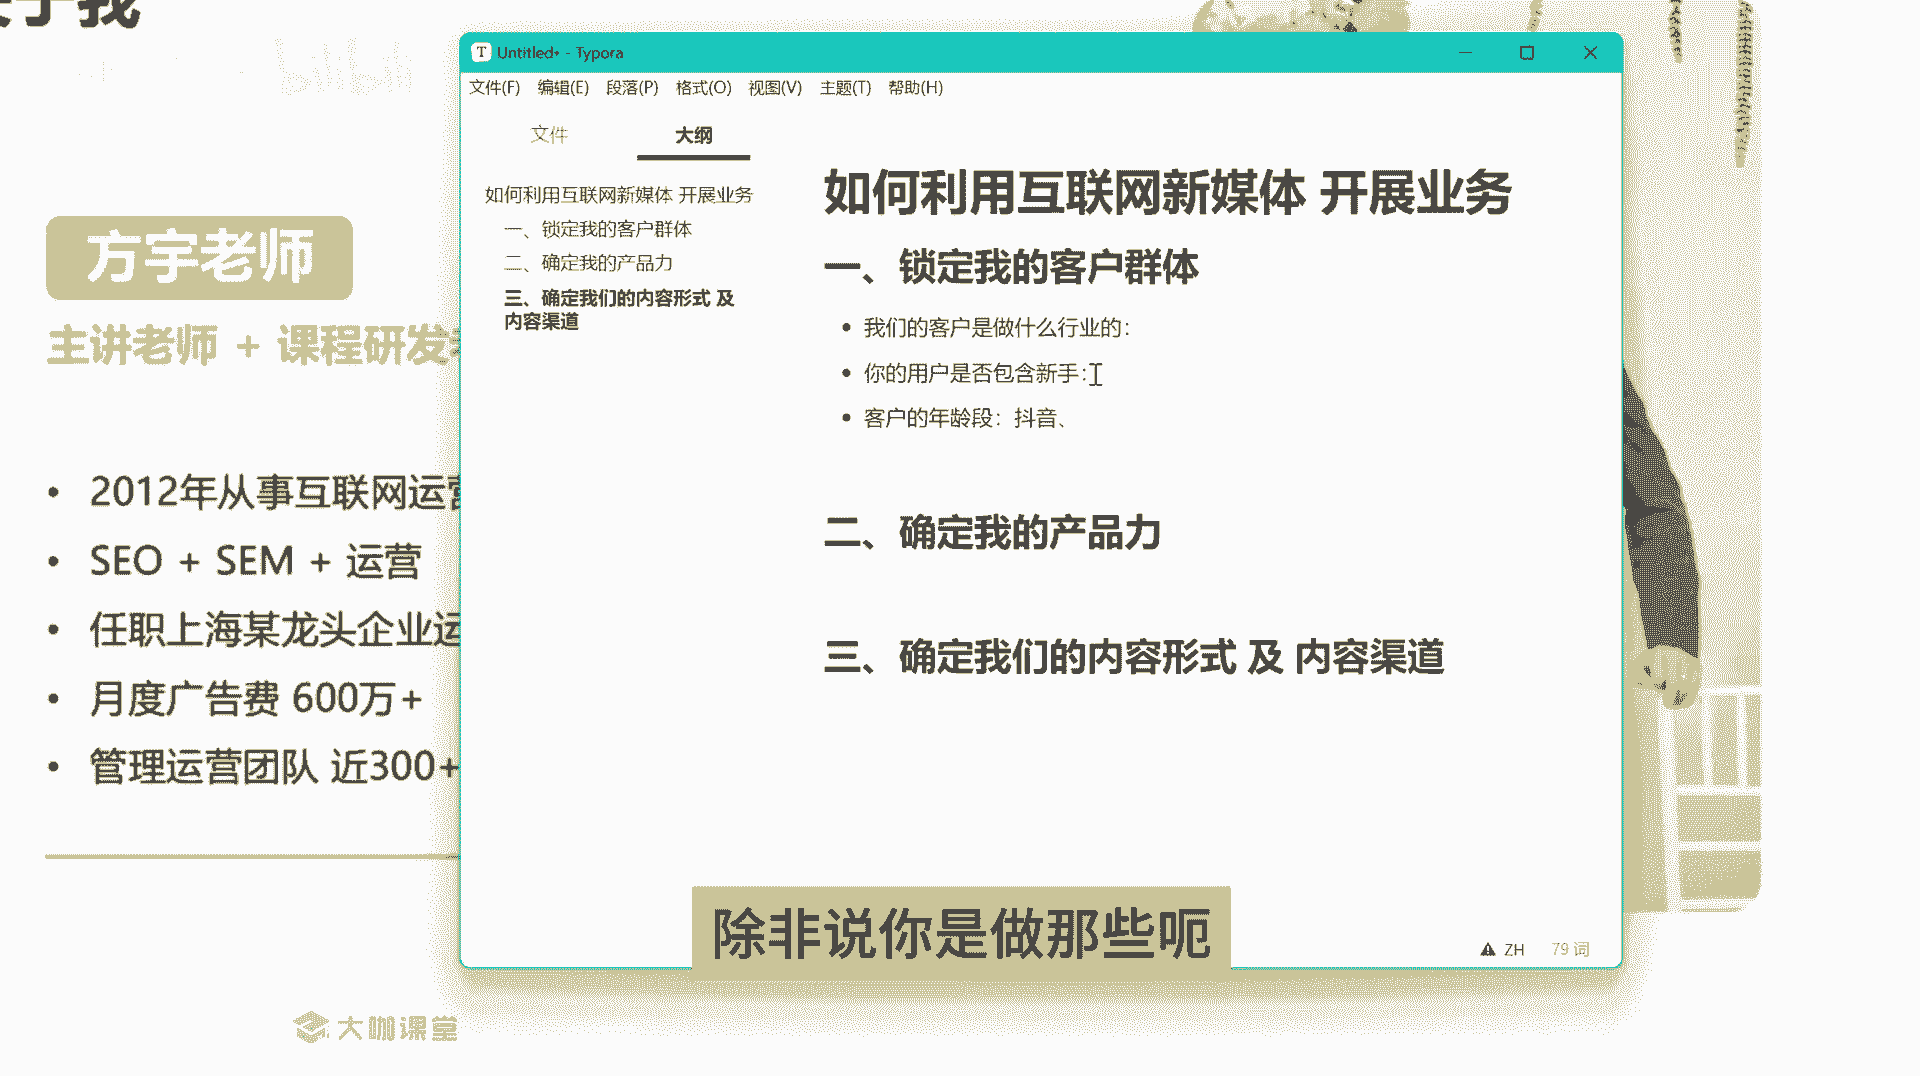 bilibili
方宇老师
主讲老师 + 课程研发
2012年从事互联网运营
SEO + SEM + 运营
任职上海某龙头企业运
月度广告费 600万+
管理运营团队 近300+
大咖课堂
Untitled• - Typora
文件(F) 编辑(E) 段落(P) 格式(O) 视图(V) 主题(T) 帮助(H)
文件 大纲
如何利用互联网新媒体 开展业务
一、锁定我的客户群体
二、确定我的产品力
三、确定我们的内容形式 及
内容渠道
如何利用互联网新媒体 开展业务
一、锁定我的客户群体
我们的客户是做什么行业的：
你的用户是否包含新手：
客户的年龄段：抖音、
二、确定我的产品力
三、确定我们的内容形式 及 内容渠道
ZH 79 词
除非说你是做那些呃